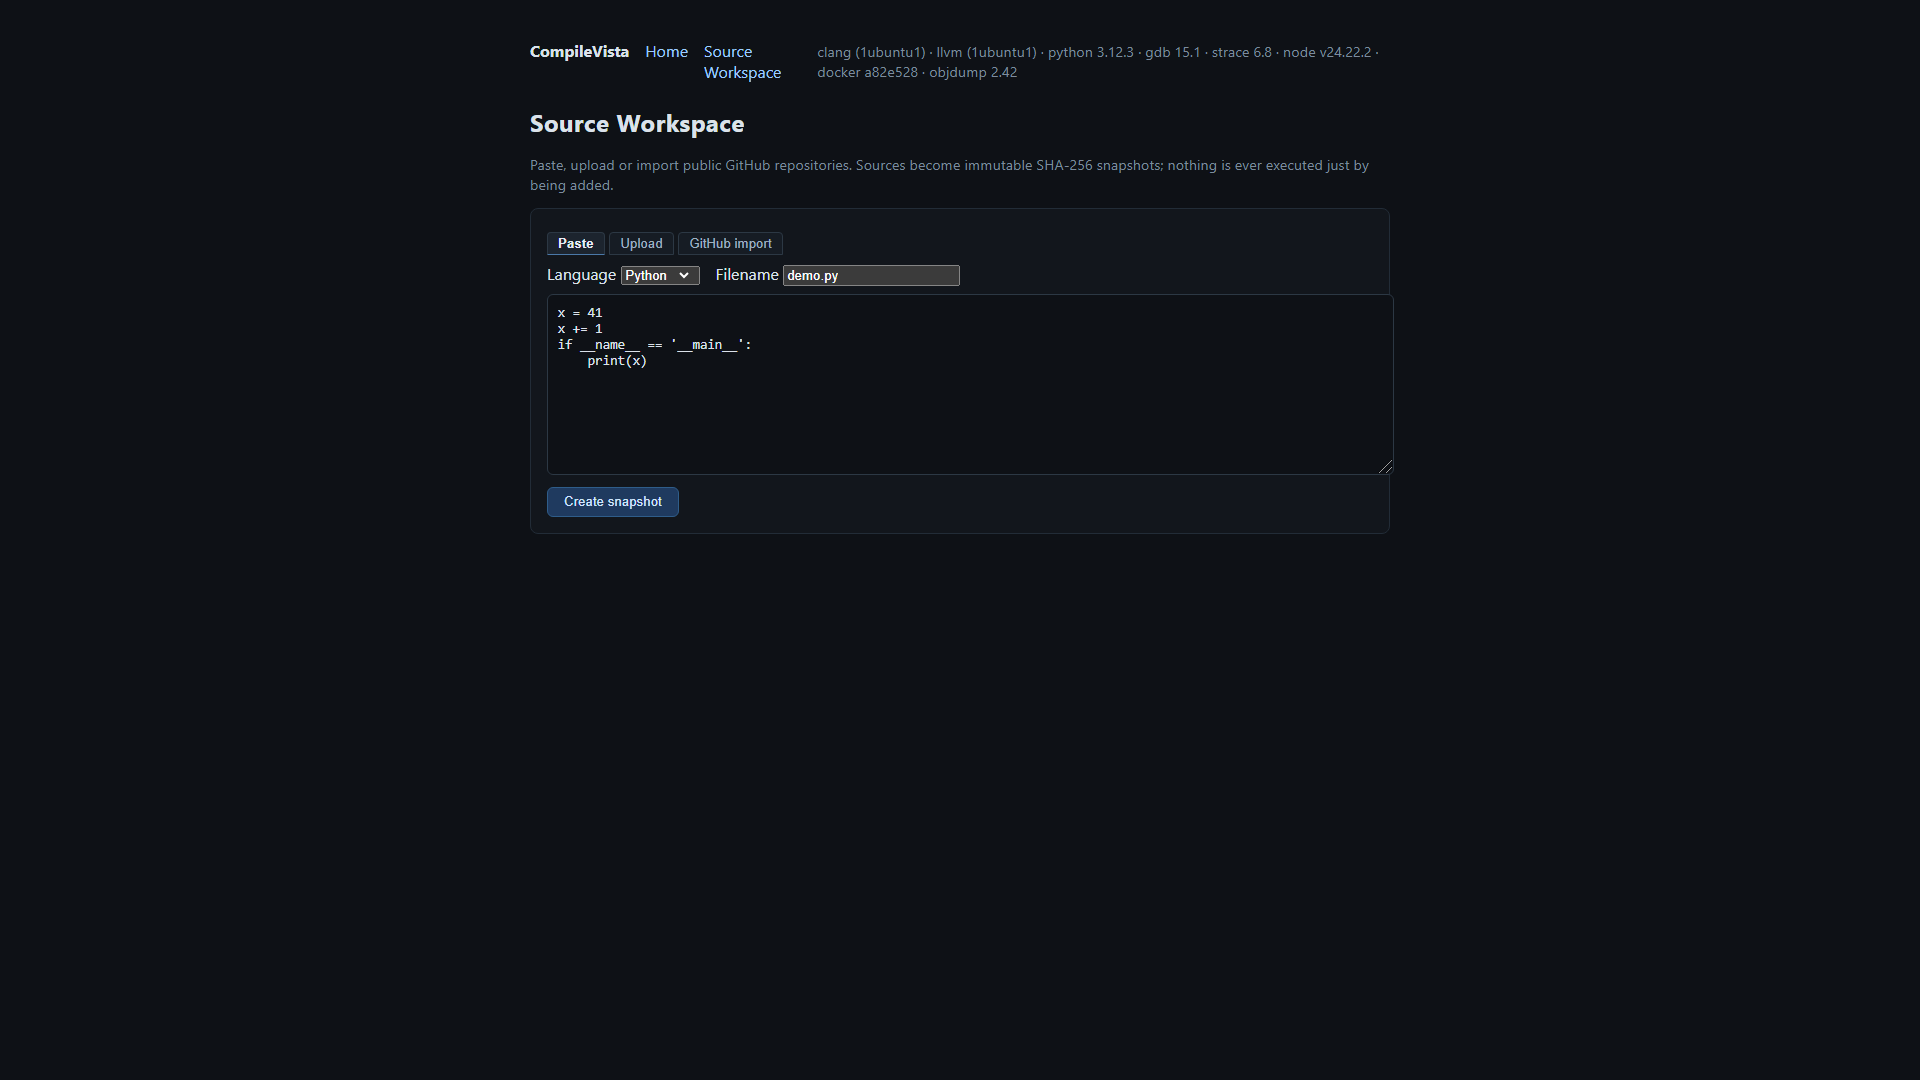 CompileVista Home Source Workspace
clang (1ubuntu1) · llvm (1ubuntu1) · python 3.12.3 · gdb 15.1 · strace 6.8 · node v24.22.2 ·
docker a82e528 · objdump 2.42
Source Workspace
Paste, upload or import public GitHub repositories. Sources become immutable SHA-256 snapshots; nothing is ever executed just by
being added.
Paste Upload GitHub import
Language Python Filename demo.py
x = 41
x += 1
if __name__ == '__main__':
    print(x)
Create snapshot